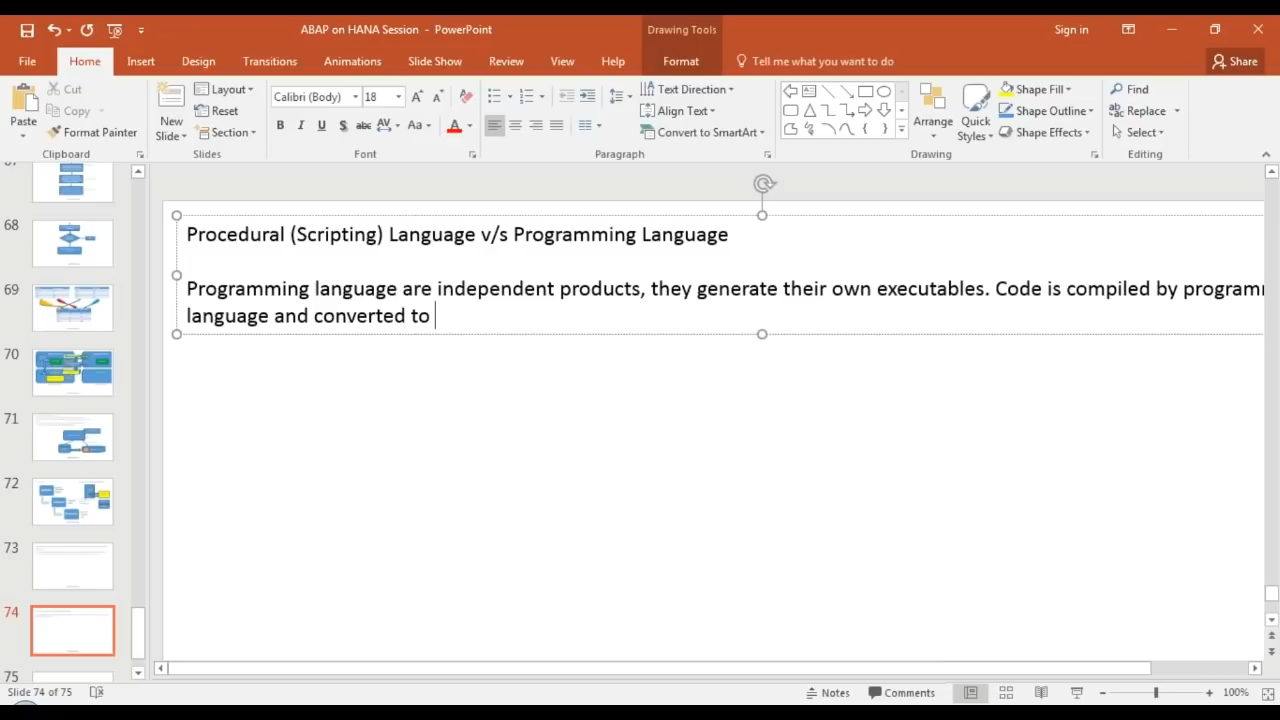 ABAP on HANA Session - PowerPoint
Drawing Tools
Sign in
File Home Insert Design Transitions Animations Slide Show Review View Help Format Tell me what you want to do Share
Paste
Cut
Copy
Format Painter
Clipboard
New Slide
Layout
Reset
Section
Slides
Calibri (Body) 18
B I U S abc AV Aa A
Font
Text Direction
Align Text
Convert to SmartArt
Paragraph
Arrange
Quick Styles
Shape Fill
Shape Outline
Shape Effects
Drawing
Find
Replace
Select
Editing
68
69
70
71
72
73
74
75
Procedural (Scripting) Language v/s Programming Language
Programming language are independent products, they generate their own executables. Code is compiled by
language and converted to
Slide 74 of 75
Notes
Comments
100%